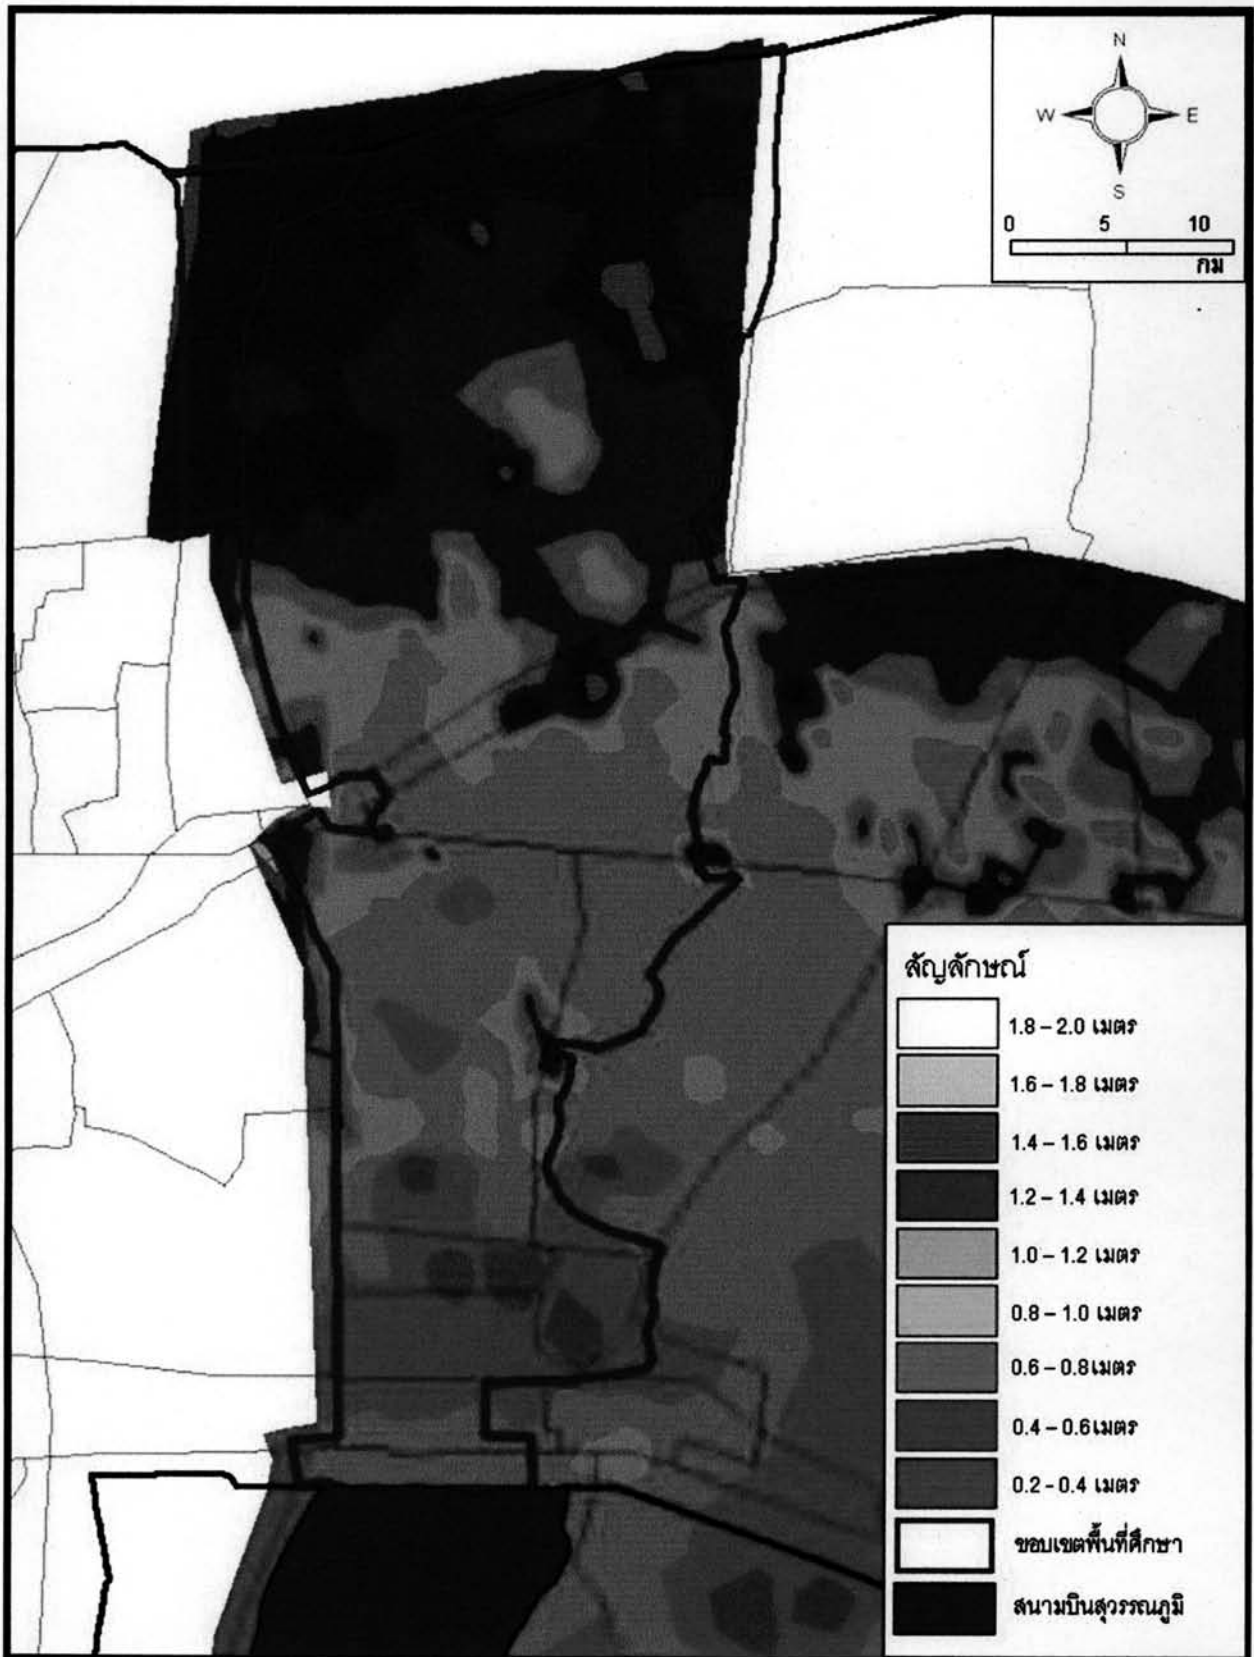 N
W E
S
0 5 10
กม
สัญลักษณ์
1.8 – 2.0 เมตร
1.6 – 1.8 เมตร
1.4 – 1.6 เมตร
1.2 – 1.4 เมตร
1.0 – 1.2 เมตร
0.8 – 1.0 เมตร
0.6 – 0.8เมตร
0.4 – 0.6เมตร
0.2 - 0.4 เมตร
ขอบเขตพื้นที่ศึกษา
สนามบินสุวรรณภูมิ